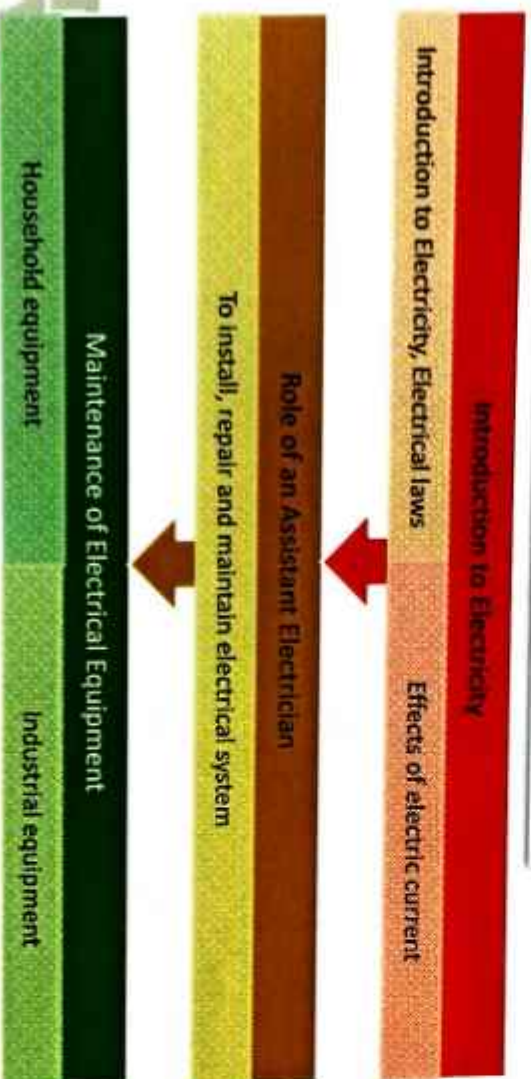 Introduction to Electricity
Introduction to Electricity, Electrical laws
Effects of electric current
Role of an Assistant Electrician
To install, repair and maintain electrical system
Maintenance of Electrical Equipment
Household equipment
Industrial equipment